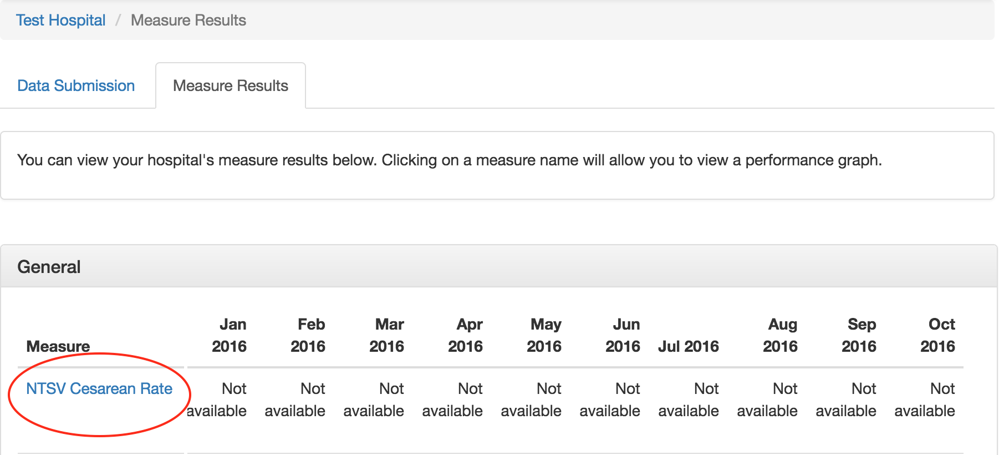 Test Hospital / Measure Results
Data Submission
Measure Results
You can view your hospital's measure results below. Clicking on a measure name will allow you to view a performance graph.
General
Measure Jan 2016 Feb 2016 Mar 2016 Apr 2016 May 2016 Jun 2016 Jul 2016 Aug 2016 Sep 2016 Oct 2016
NTSV Cesarean Rate Not available Not available Not available Not available Not available Not available Not available Not available Not available Not available